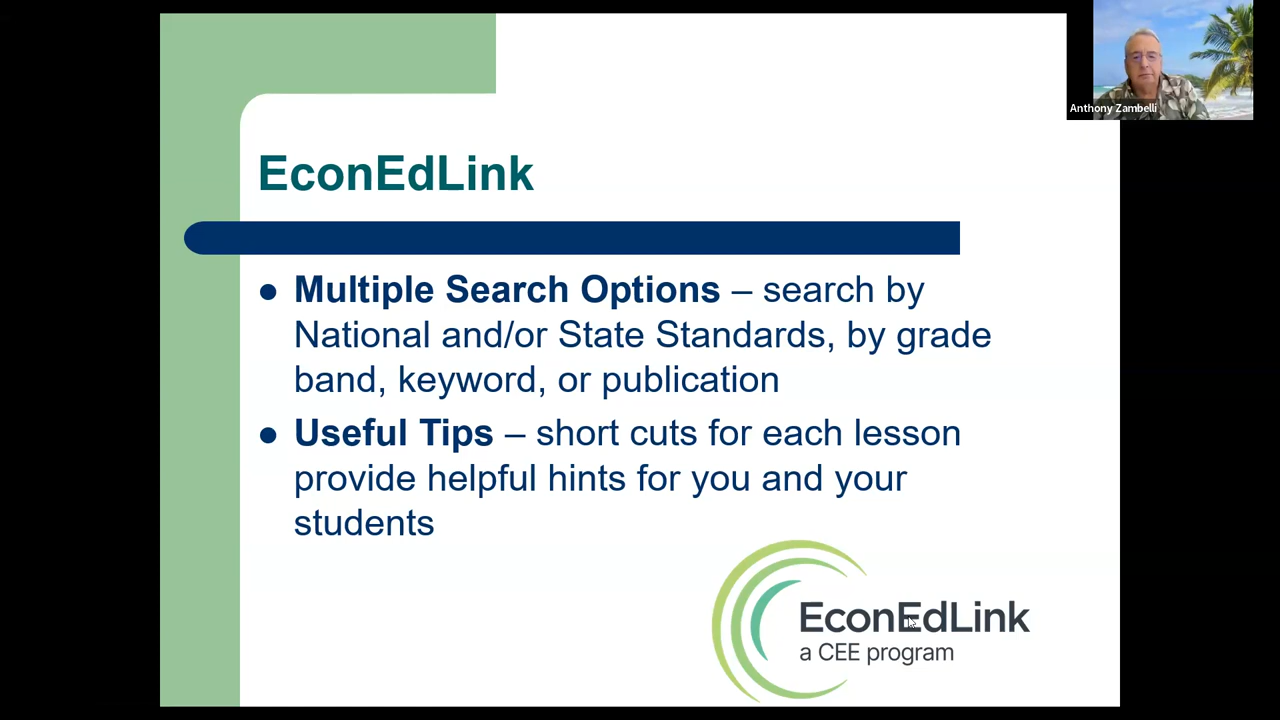 Anthony Zambelli
EconEdLink
● Multiple Search Options – search by
National and/or State Standards, by grade
band, keyword, or publication
● Useful Tips – short cuts for each lesson
provide helpful hints for you and your
students
EconEdLink
a CEE program